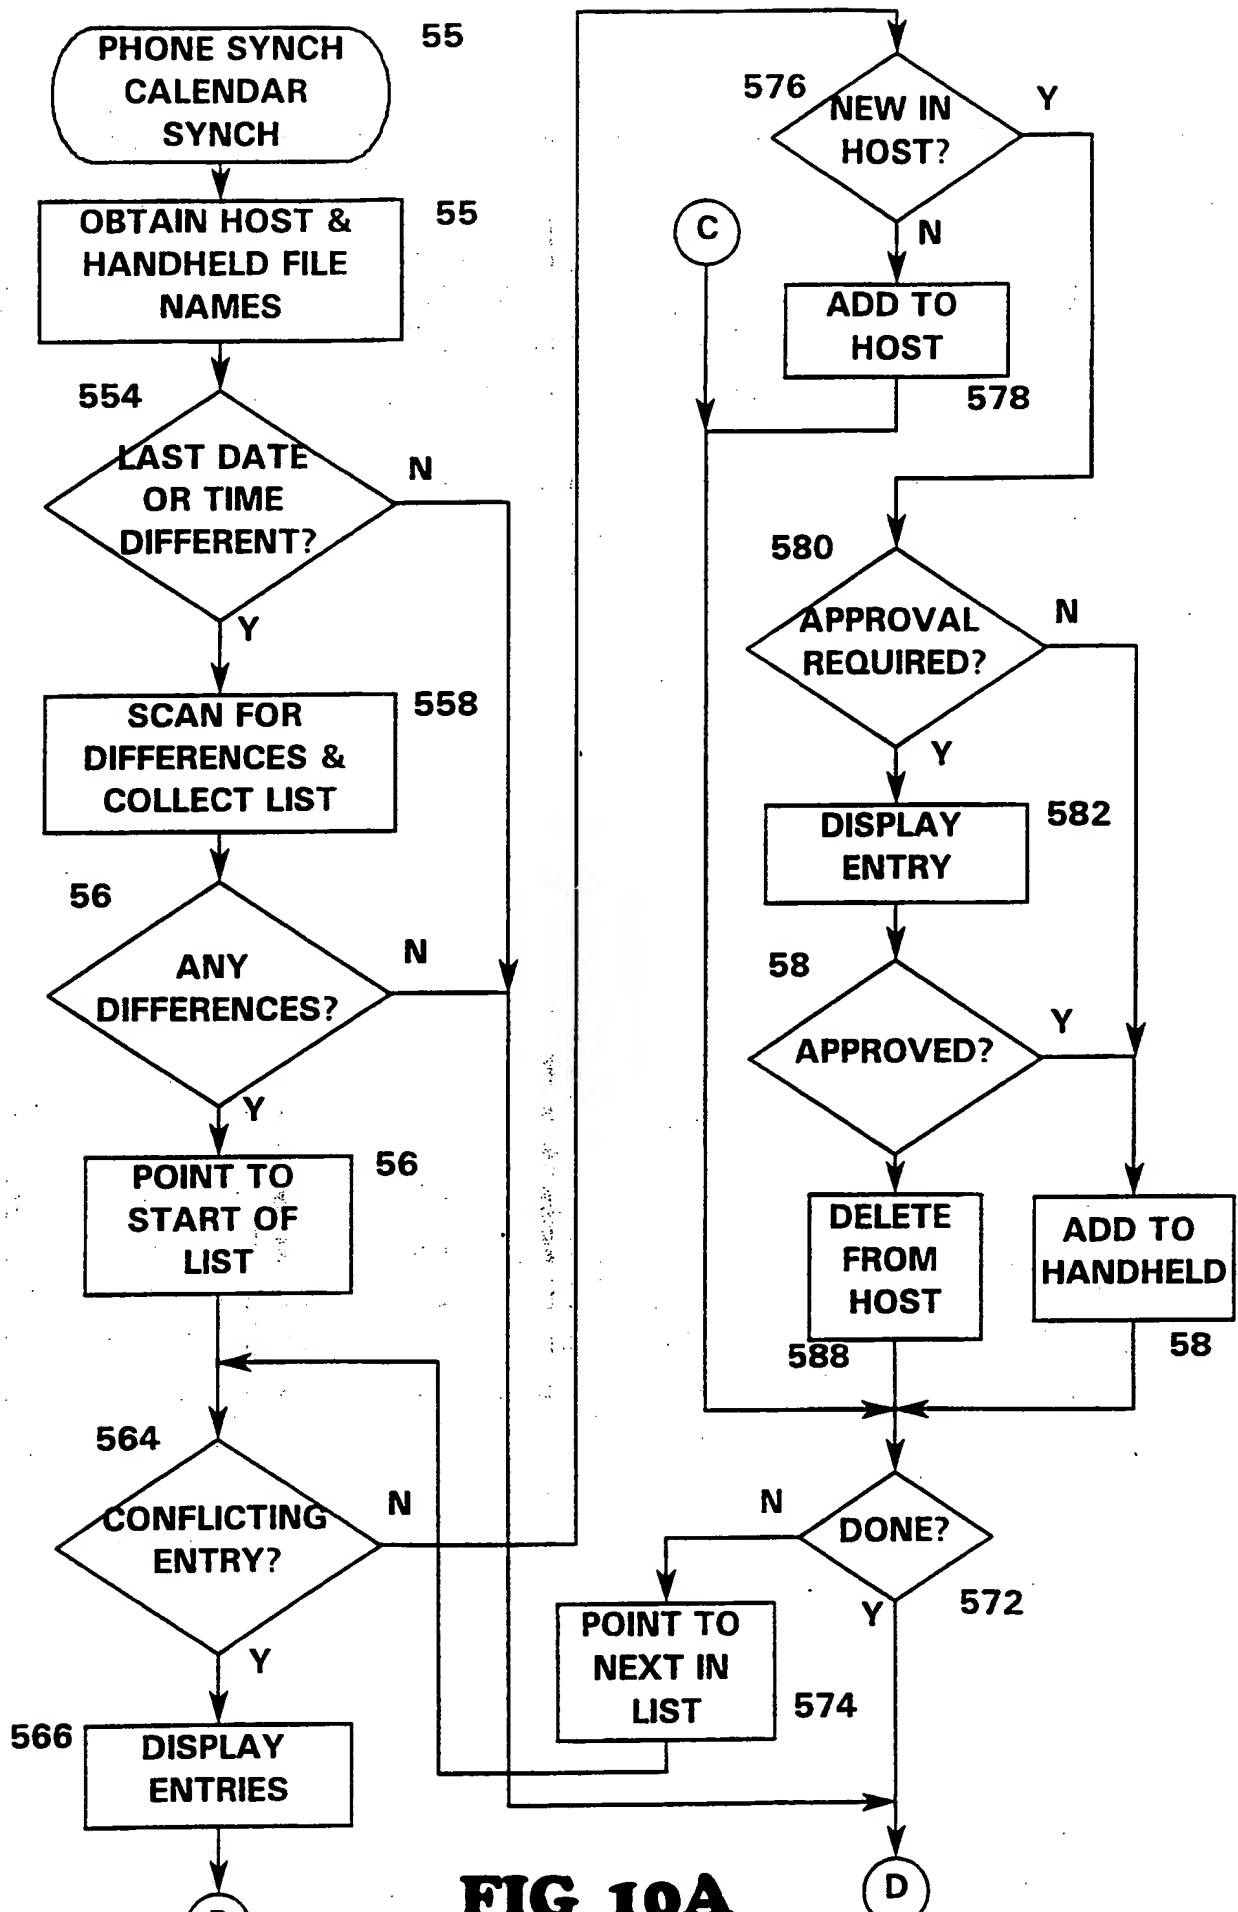 PHONE SYNCH
CALENDAR
SYNCH
55
OBTAIN HOST &
HANDHELD FILE
NAMES
55
554
LAST DATE
OR TIME
DIFFERENT?
N
Y
SCAN FOR
DIFFERENCES &
COLLECT LIST
558
56
ANY
DIFFERENCES?
N
Y
POINT TO
START OF
LIST
56
564
CONFLICTING
ENTRY?
N
Y
566
DISPLAY
ENTRIES
576
NEW IN
HOST?
Y
N
C
ADD TO
HOST
578
580
APPROVAL
REQUIRED?
N
Y
DISPLAY
ENTRY
582
58
APPROVED?
Y
DELETE
FROM
HOST
588
ADD TO
HANDHELD
58
DONE?
N
Y
572
POINT TO
NEXT IN
LIST
574
D
FIG 10A